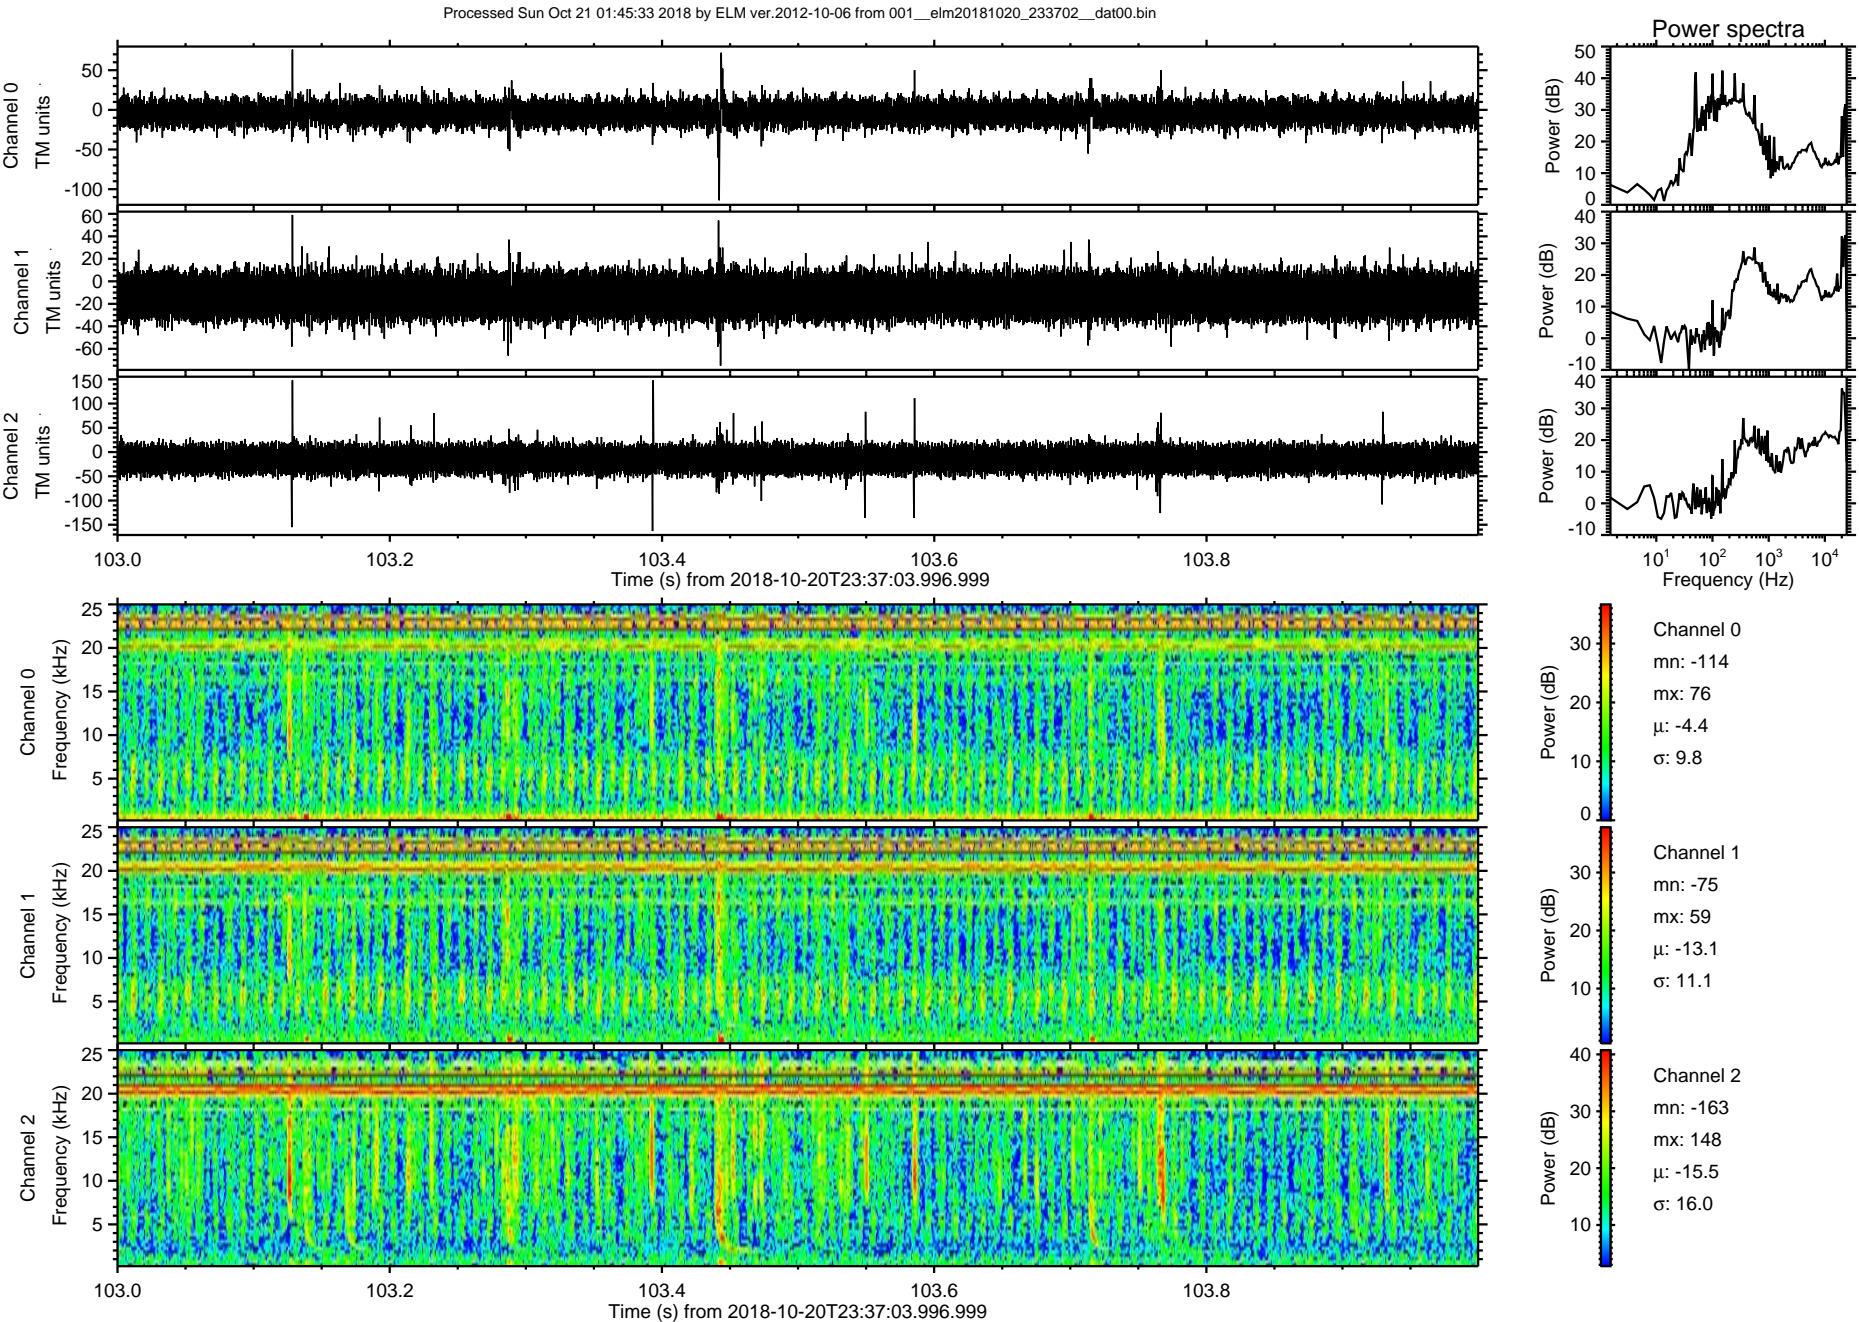 Processed Sun Oct 21 01:45:33 2018 by ELM ver.2012-10-06 from 001__elm20181020_233702__dat00.bin
Power spectra
Channel 0
TM units
50
0
-50
-100
Power (dB)
50
40
30
20
10
0
Channel 1
TM units
60
40
20
0
-20
-40
-60
Power (dB)
40
30
20
10
0
-10
Channel 2
TM units
150
100
50
0
-50
-100
-150
Power (dB)
40
30
20
10
0
-10
103.0 103.2 103.4 103.6 103.8
Time (s) from 2018-10-20T23:37:03.996.999
10¹ 10² 10³ 10⁴
Frequency (Hz)
Channel 0
Frequency (kHz)
25
20
15
10
5
Power (dB)
30
20
10
0
Channel 0
mn: -114
mx: 76
μ: -4.4
σ: 9.8
Channel 1
Frequency (kHz)
25
20
15
10
5
Power (dB)
30
20
10
Channel 1
mn: -75
mx: 59
μ: -13.1
σ: 11.1
Channel 2
Frequency (kHz)
25
20
15
10
5
Power (dB)
40
30
20
10
Channel 2
mn: -163
mx: 148
μ: -15.5
σ: 16.0
103.0 103.2 103.4 103.6 103.8
Time (s) from 2018-10-20T23:37:03.996.999